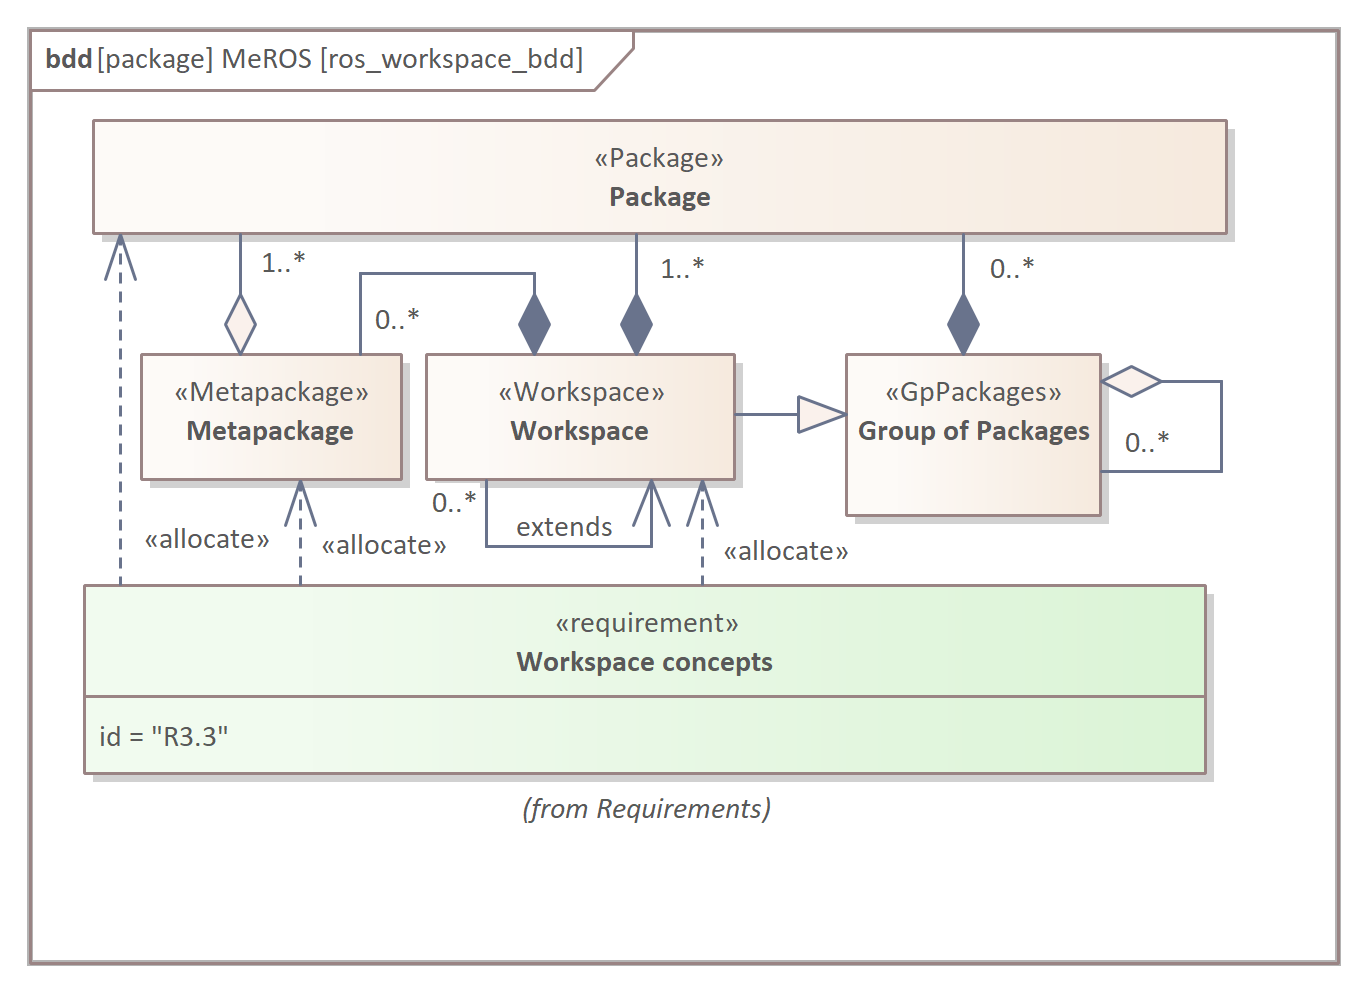 bdd [package] MeROS [ros_workspace_bdd]
«Package»
Package
1..*
1..*
0..*
0..*
«Metapackage»
Metapackage
«Workspace»
Workspace
«GpPackages»
Group of Packages
0..*
0..*
extends
«allocate»
«allocate»
«allocate»
«requirement»
Workspace concepts
id = "R3.3"
(from Requirements)